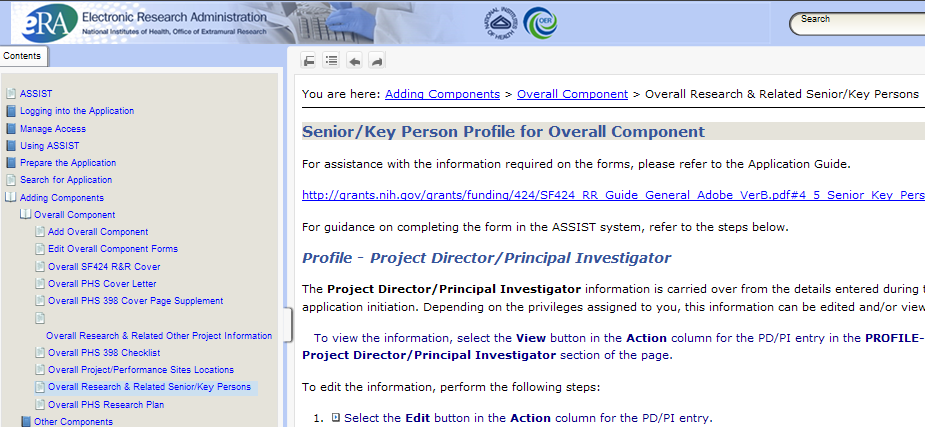 eRA
Electronic Research Administration
National Institutes of Health, Office of Extramural Research
NATIONAL INSTITUTES OF HEALTH
OER
Search
Contents
ASSIST
Logging into the Application
Manage Access
Using ASSIST
Prepare the Application
Search for Application
Adding Components
Overall Component
Add Overall Component
Edit Overall Component Forms
Overall SF424 R&R Cover
Overall PHS Cover Letter
Overall PHS 398 Cover Page Supplement
Overall Research & Related Other Project Information
Overall PHS 398 Checklist
Overall Project/Performance Sites Locations
Overall Research & Related Senior/Key Persons
Overall PHS Research Plan
Other Components
You are here: Adding Components > Overall Component > Overall Research & Related Senior/Key Persons
Senior/Key Person Profile for Overall Component
For assistance with the information required on the forms, please refer to the Application Guide.
http://grants.nih.gov/grants/funding/424/SF424_RR_Guide_General_Adobe_VerB.pdf#4_5_Senior_Key_Pers
For guidance on completing the form in the ASSIST system, refer to the steps below.
Profile - Project Director/Principal Investigator
The Project Director/Principal Investigator information is carried over from the details entered during
application initiation. Depending on the privileges assigned to you, this information can be edited and/or view
To view the information, select the View button in the Action column for the PD/PI entry in the PROFILE-
Project Director/Principal Investigator section of the page.
To edit the information, perform the following steps:
1. Select the Edit button in the Action column for the PD/PI entry.